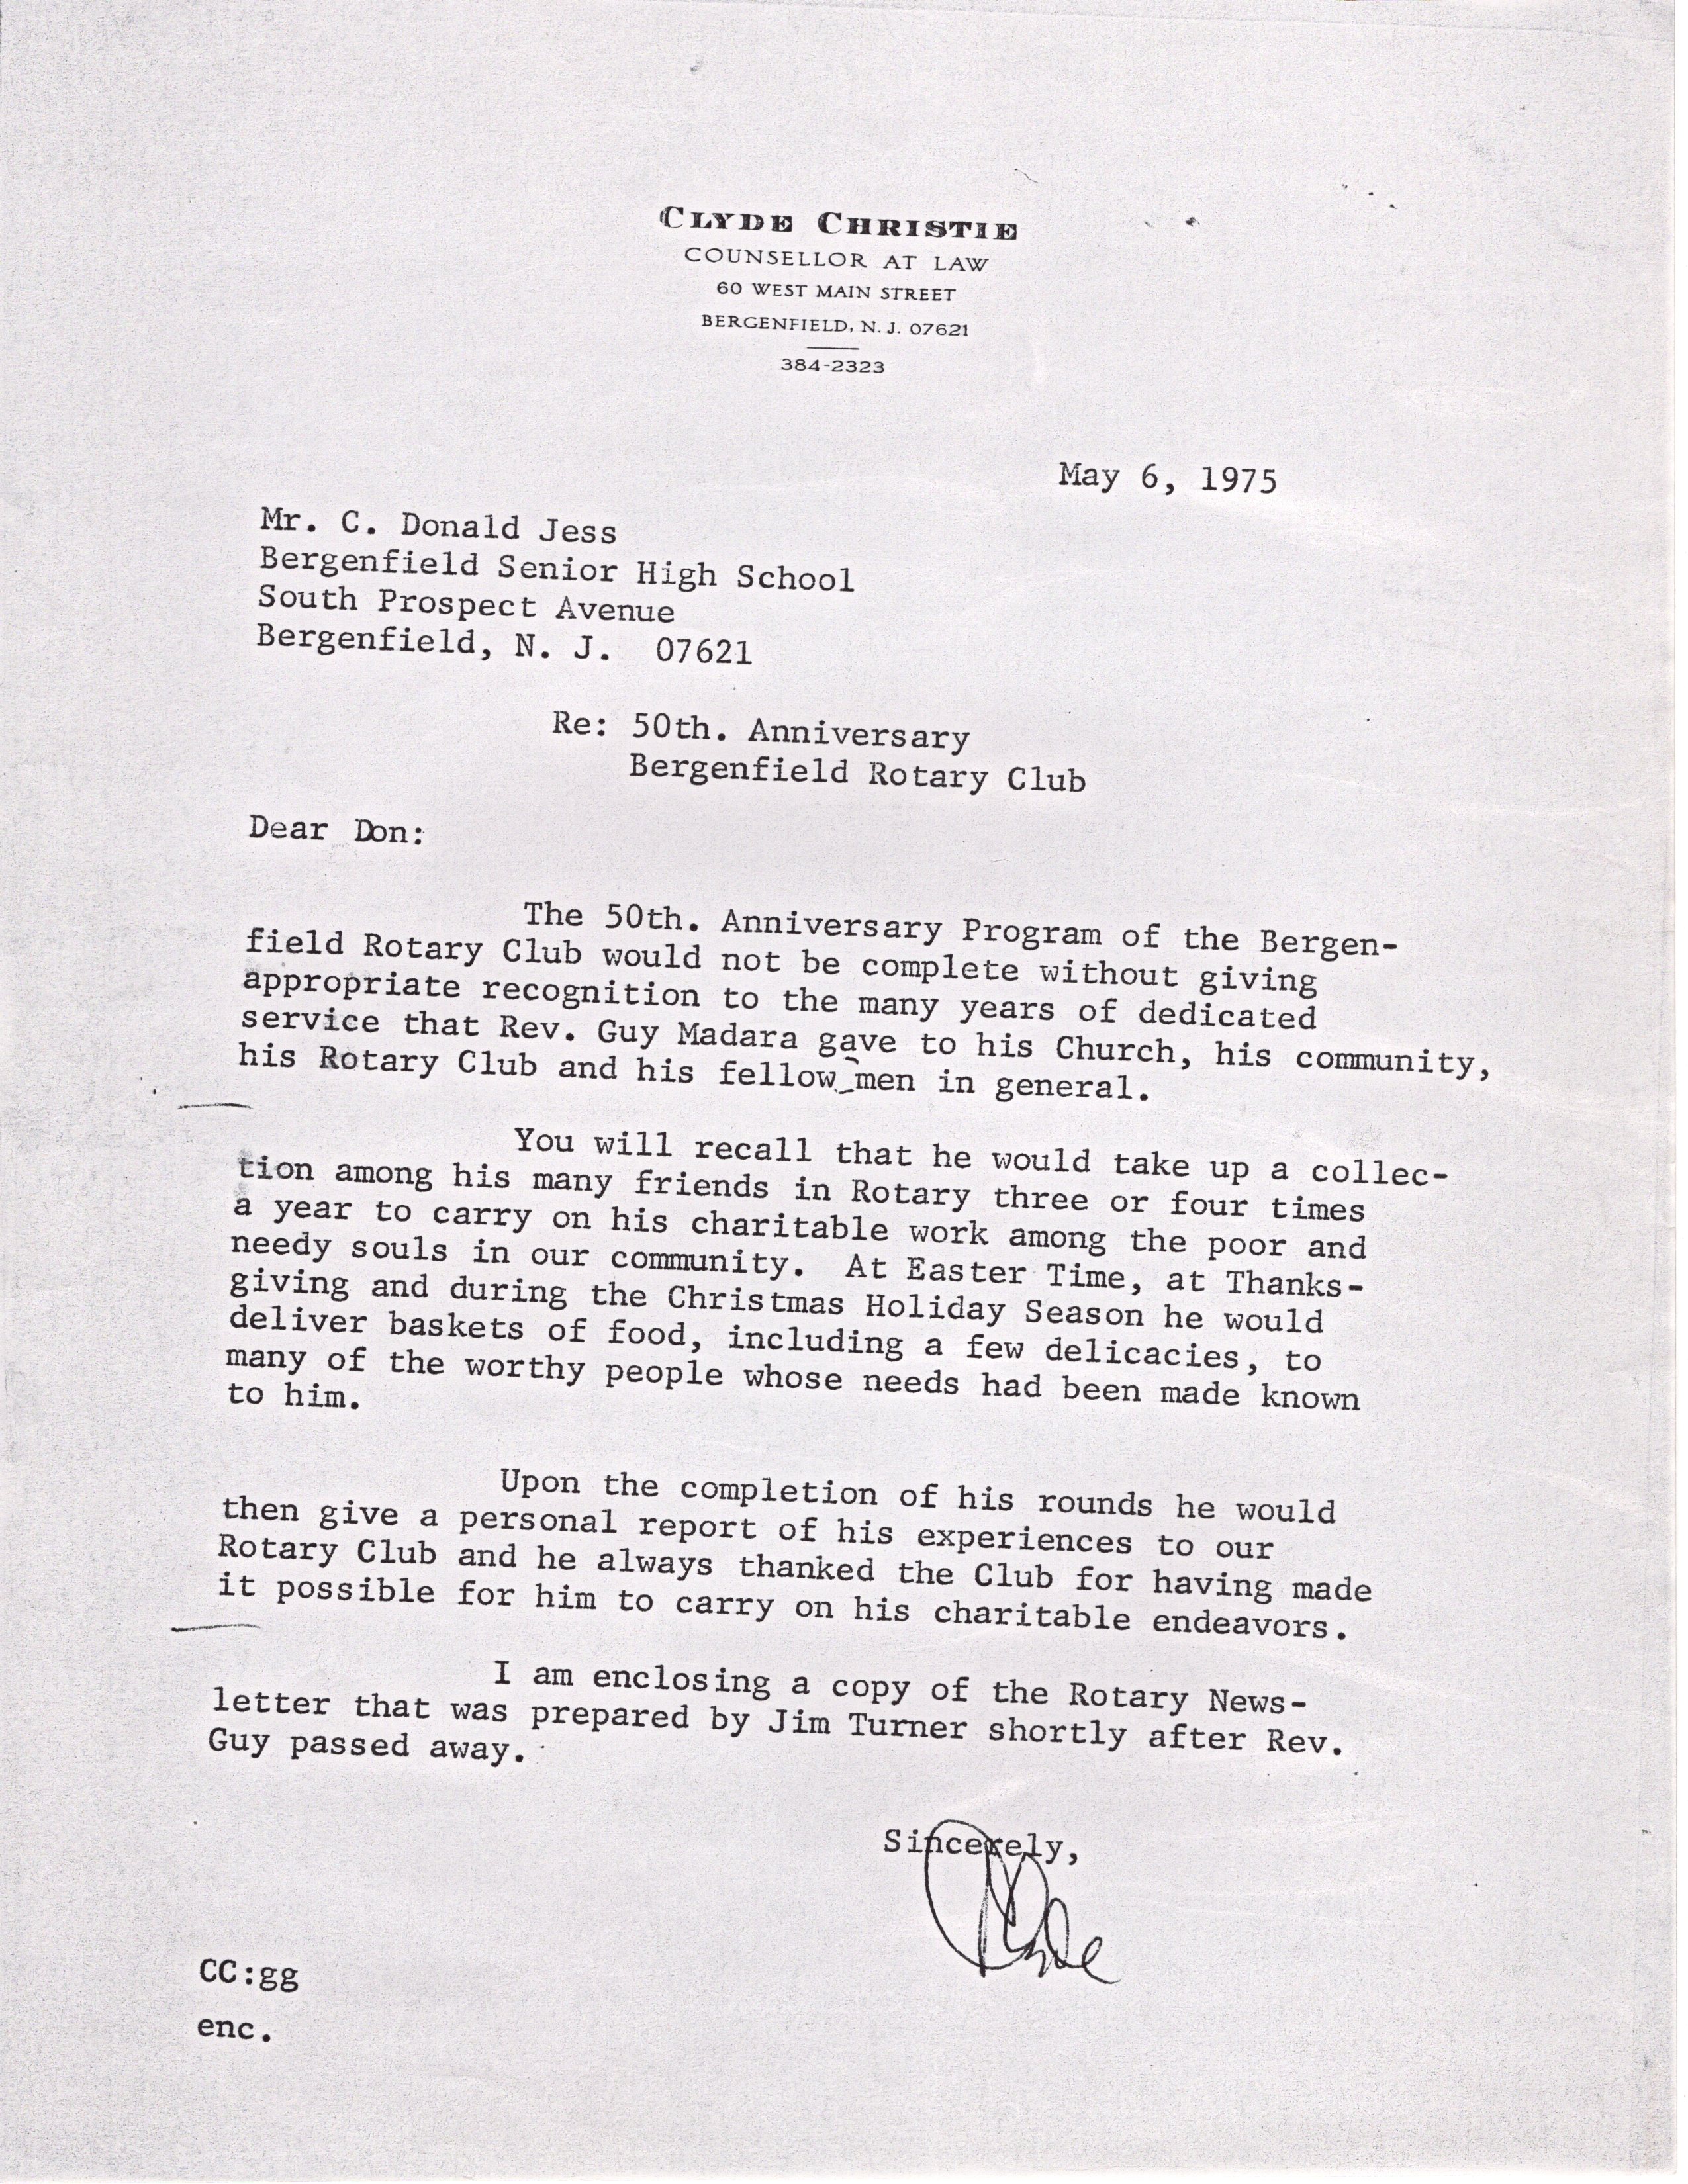 CLYDE CHRISTIE
COUNSELLOR AT LAW
60 WEST MAIN STREET
BERGENFIELD, N. J. 07621
384-2323
May 6, 1975
Mr. C. Donald Jess
Bergenfield Senior High School
South Prospect Avenue
Bergenfield, N. J.  07621
Re: 50th. Anniversary
Bergenfield Rotary Club
Dear Don:
The 50th. Anniversary Program of the Bergen-
field Rotary Club would not be complete without giving
appropriate recognition to the many years of dedicated
service that Rev. Guy Madara gave to his Church, his community,
his Rotary Club and his fellow men in general.
You will recall that he would take up a collec-
tion among his many friends in Rotary three or four times
a year to carry on his charitable work among the poor and
needy souls in our community.  At Easter Time, at Thanks-
giving and during the Christmas Holiday Season he would
deliver baskets of food, including a few delicacies, to
many of the worthy people whose needs had been made known
to him.
Upon the completion of his rounds he would
then give a personal report of his experiences to our
Rotary Club and he always thanked the Club for having made
it possible for him to carry on his charitable endeavors.
I am enclosing a copy of the Rotary News-
letter that was prepared by Jim Turner shortly after Rev.
Guy passed away.
Sincerely,
Clyde
CC:gg
enc.